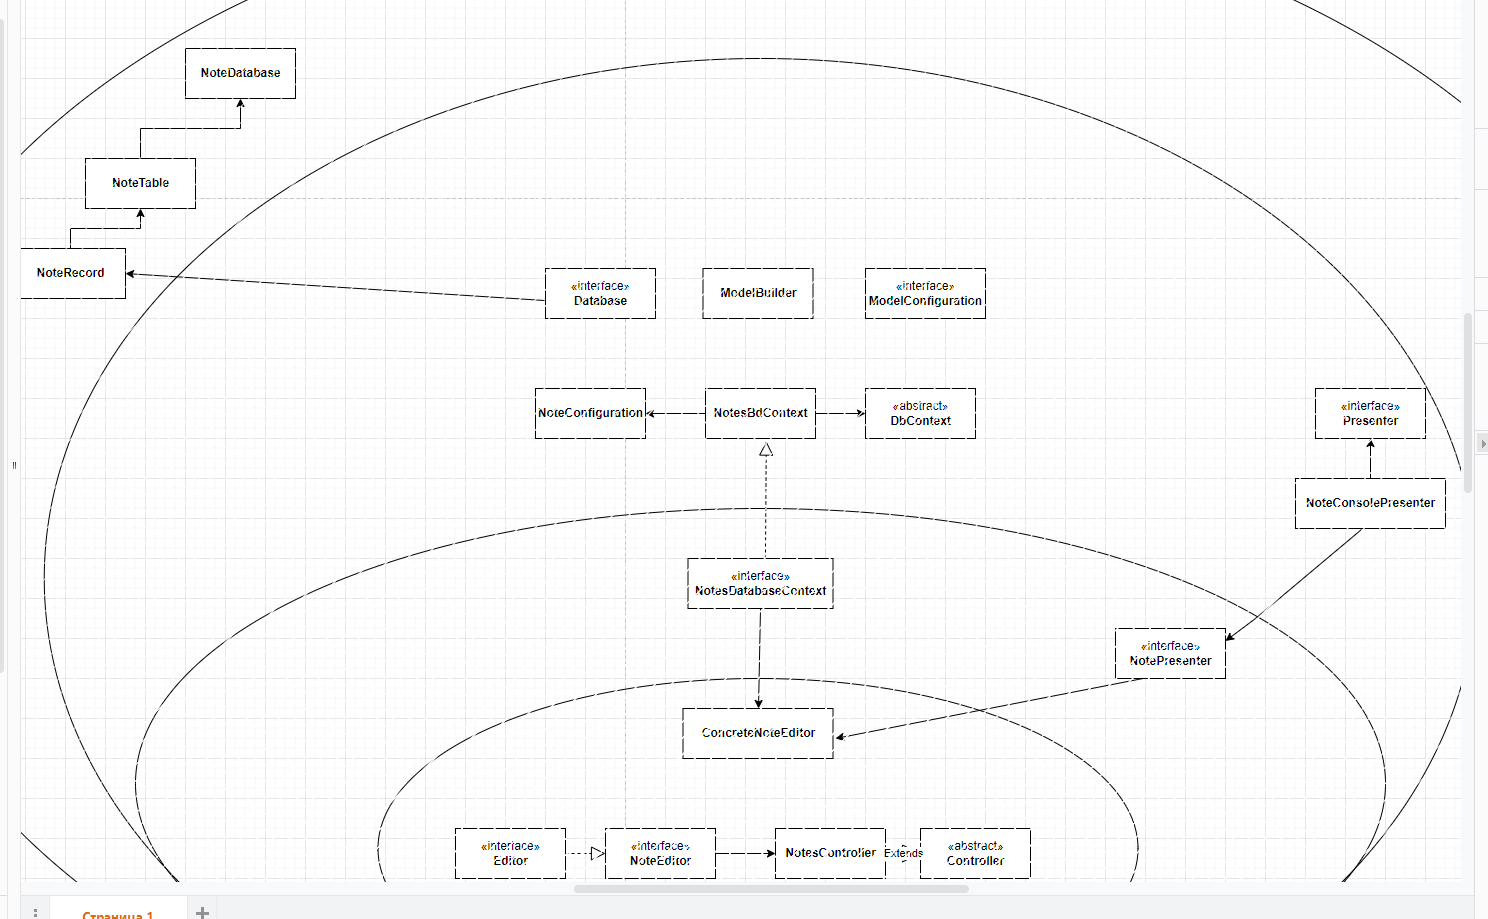 NoteDatabase
NoteTable
NoteRecord
«interface»
Database
ModelBuilder
«interface»
ModelConfiguration
NoteConfiguration
NotesBdContext
«abstract»
DbContext
«interface»
Presenter
NoteConsolePresenter
«interface»
NotesDatabaseContext
«interface»
NotePresenter
ConcreteNoteEditor
«interface»
Editor
«interface»
NoteEditor
NotesController
Extends
«abstract»
Controller
Страница 1